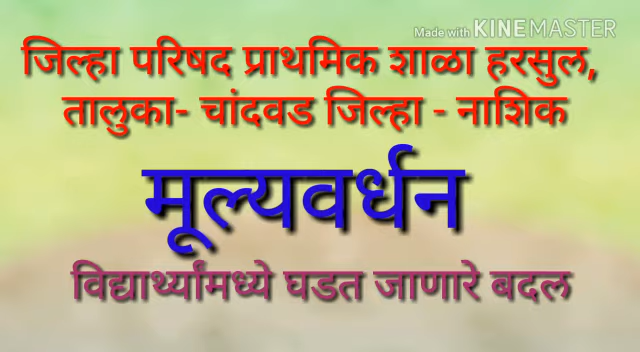 Made with KINEMASTER
जिल्हा परिषद प्राथमिक शाळा हरसुल,
तालुका- चांदवड जिल्हा - नाशिक
मूल्यवर्धन
विद्यार्थ्यांमध्ये घडत जाणारे बदल